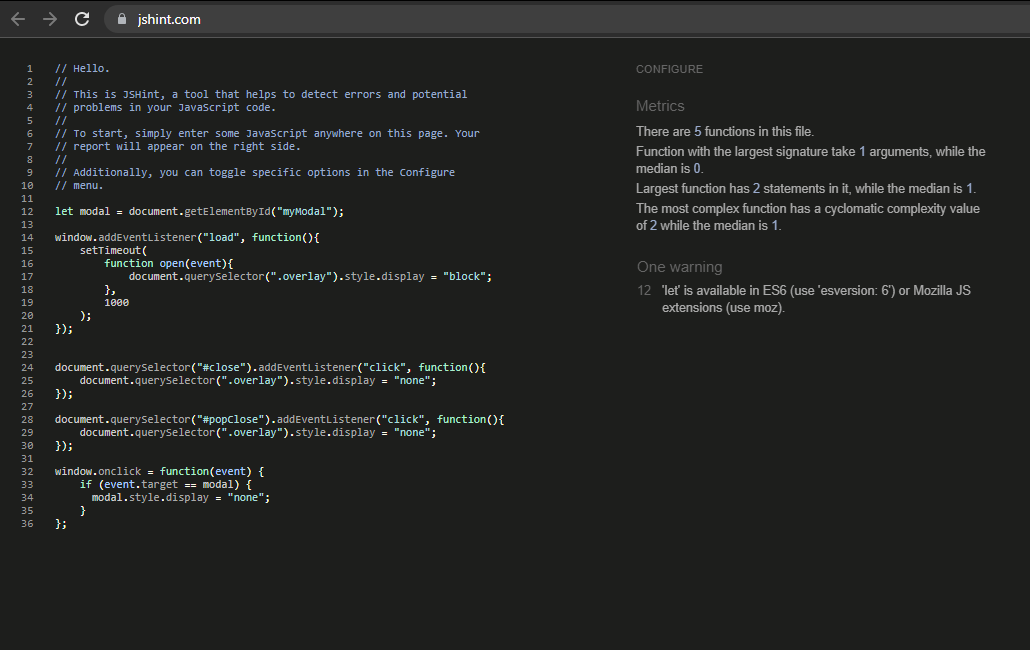 jshint.com
1 // Hello.
2 //
3 // This is JSHint, a tool that helps to detect errors and potential
4 // problems in your JavaScript code.
5 //
6 // To start, simply enter some JavaScript anywhere on this page. Your
7 // report will appear on the right side.
8 //
9 // Additionally, you can toggle specific options in the Configure
10 // menu.
11
12 let modal = document.getElementById("myModal");
13
14 window.addEventListener("load", function(){
15     setTimeout(
16         function open(event){
17             document.querySelector(".overlay").style.display = "block";
18         },
19         1000
20     );
21 });
22
23
24 document.querySelector("#close").addEventListener("click", function(){
25     document.querySelector(".overlay").style.display = "none";
26 });
27
28 document.querySelector("#popClose").addEventListener("click", function(){
29     document.querySelector(".overlay").style.display = "none";
30 });
31
32 window.onclick = function(event) {
33     if (event.target == modal) {
34       modal.style.display = "none";
35     }
36 };
CONFIGURE
Metrics
There are 5 functions in this file.
Function with the largest signature take 1 arguments, while the
median is 0.
Largest function has 2 statements in it, while the median is 1.
The most complex function has a cyclomatic complexity value
of 2 while the median is 1.
One warning
12 'let' is available in ES6 (use 'esversion: 6') or Mozilla JS
extensions (use moz).